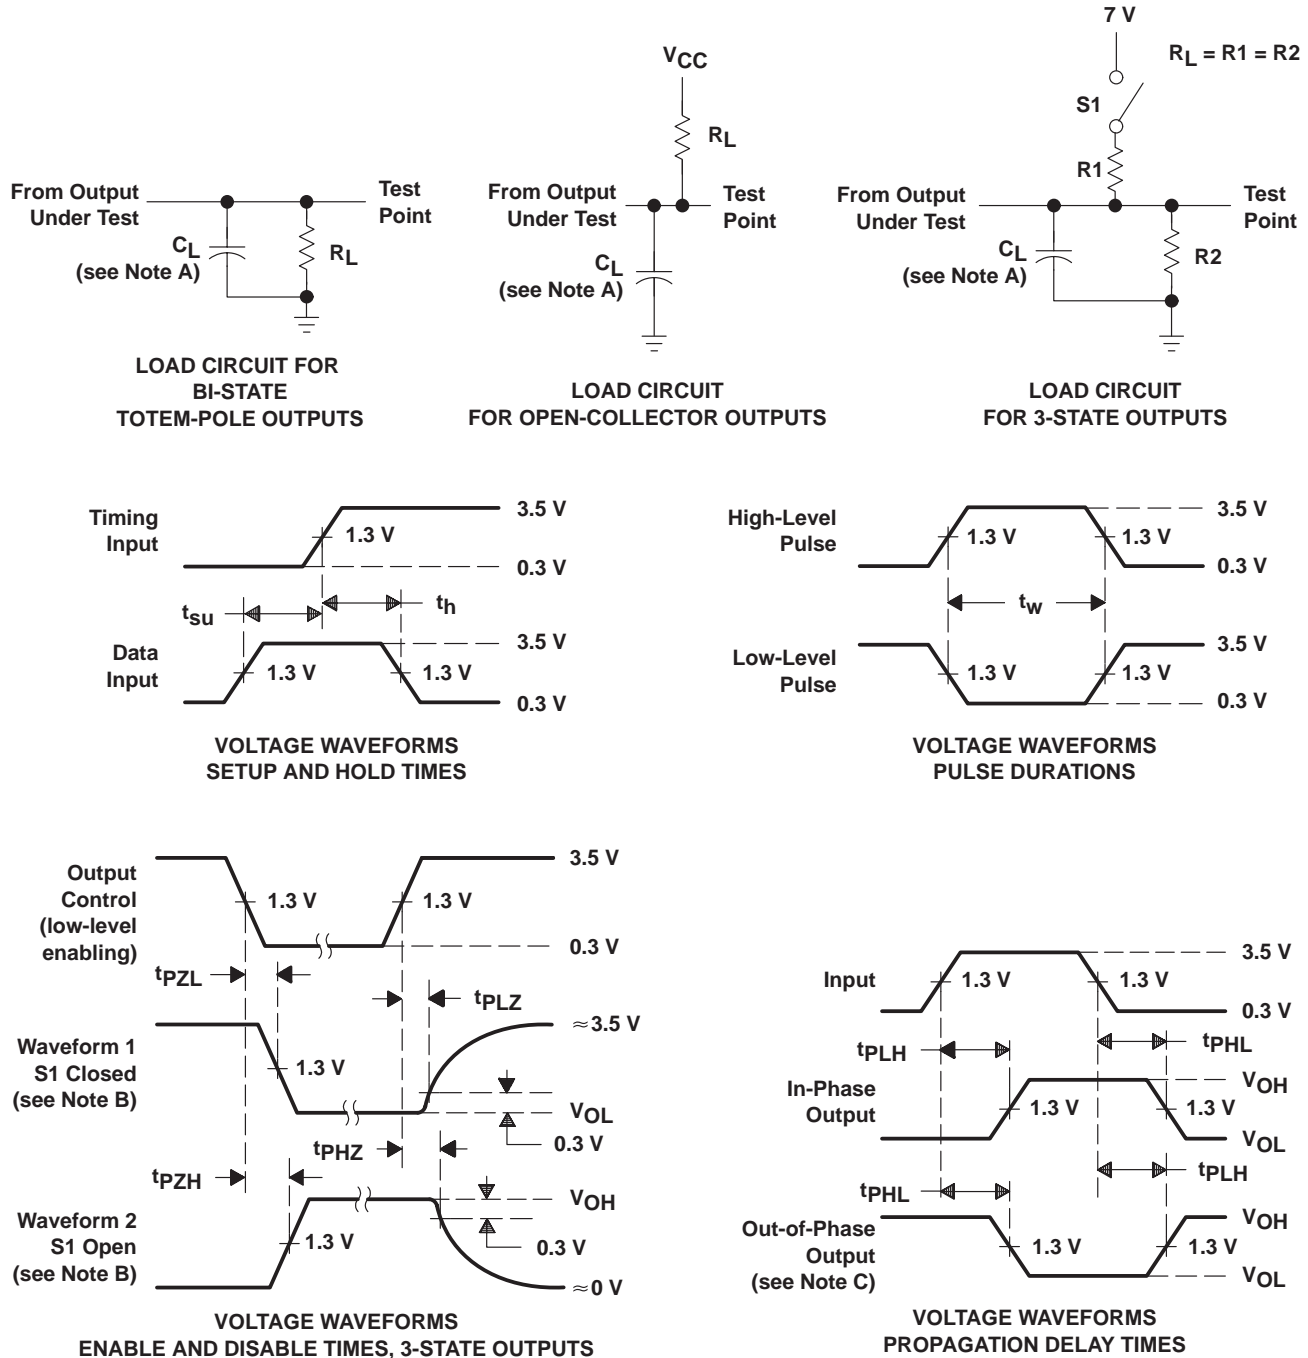 7 V
RL = R1 = R2
S1
R1
From Output
Under Test
Test
Point
CL
(see Note A)
R2
LOAD CIRCUIT
FOR 3-STATE OUTPUTS
VCC
RL
From Output
Under Test
Test
Point
CL
(see Note A)
LOAD CIRCUIT
FOR OPEN-COLLECTOR OUTPUTS
From Output
Under Test
Test
Point
CL
(see Note A)
RL
LOAD CIRCUIT FOR
BI-STATE
TOTEM-POLE OUTPUTS
Timing
Input
1.3 V
3.5 V
0.3 V
tsu
th
Data
Input
1.3 V
1.3 V
3.5 V
0.3 V
VOLTAGE WAVEFORMS
SETUP AND HOLD TIMES
High-Level
Pulse
1.3 V
1.3 V
3.5 V
0.3 V
tw
Low-Level
Pulse
1.3 V
1.3 V
3.5 V
0.3 V
VOLTAGE WAVEFORMS
PULSE DURATIONS
Output
Control
(low-level
enabling)
1.3 V
1.3 V
3.5 V
0.3 V
tPZL
tPLZ
Waveform 1
S1 Closed
(see Note B)
1.3 V
≈3.5 V
VOL
0.3 V
tPHZ
tPZH
Waveform 2
S1 Open
(see Note B)
1.3 V
VOH
0.3 V
≈0 V
VOLTAGE WAVEFORMS
ENABLE AND DISABLE TIMES, 3-STATE OUTPUTS
Input
1.3 V
1.3 V
3.5 V
0.3 V
tPLH
tPHL
In-Phase
Output
1.3 V
1.3 V
VOH
VOL
tPHL
tPLH
Out-of-Phase
Output
(see Note C)
1.3 V
1.3 V
VOH
VOL
VOLTAGE WAVEFORMS
PROPAGATION DELAY TIMES